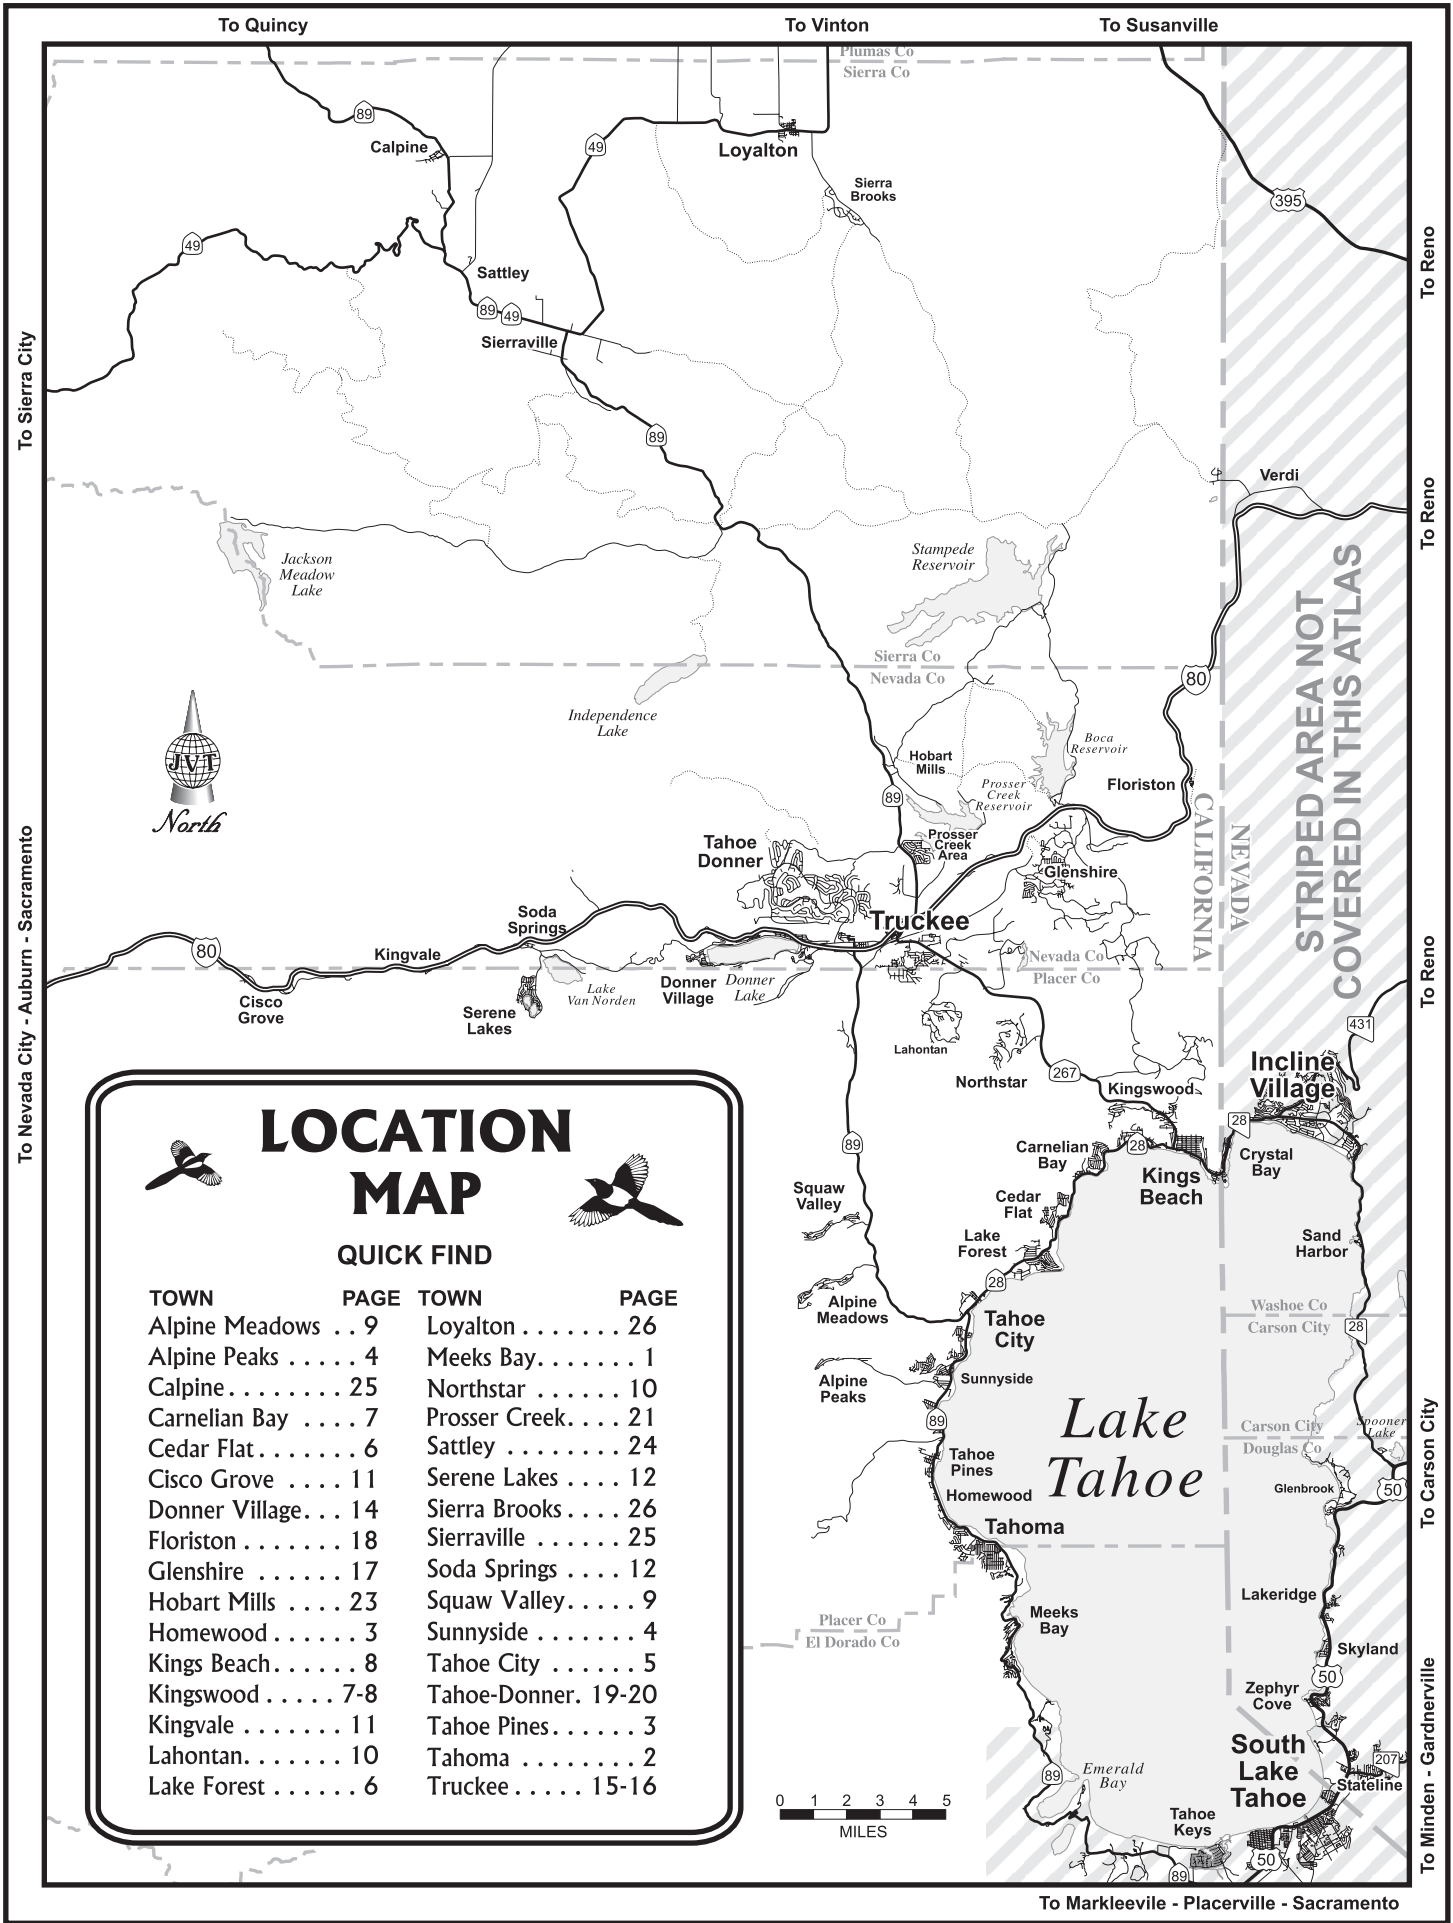 To Quincy
To Vinton
To Susanville
Plumas Co
Sierra Co
89
Calpine
49
Loyalton
Sierra
Brooks
395
49
To Reno
Sattley
89
49
Sierraville
To Sierra City
89
Verdi
To Reno
Jackson
Meadow
Lake
Stampede
Reservoir
STRIPED AREA NOT
COVERED IN THIS ATLAS
Sierra Co
Nevada Co
80
Independence
Lake
JVT
North
Hobart
Mills
Boca
Reservoir
Prosser
Creek
Reservoir
Floriston
89
CALIFORNIA
NEVADA
Tahoe
Donner
Prosser
Creek
Area
Glenshire
Truckee
Soda
Springs
80
Kingvale
Nevada Co
Placer Co
To Nevada City - Auburn - Sacramento
To Reno
Cisco
Grove
Lake
Van Norden
Donner
Village
Donner
Lake
Serene
Lakes
431
Lahontan
Northstar
267
Kingswood
Incline
Village
28
89
Carnelian
Bay
28
Kings
Beach
Crystal
Bay
Squaw
Valley
Cedar
Flat
Lake
Forest
Sand
Harbor
28
Alpine
Meadows
Tahoe
City
Washoe Co
Carson City
28
Alpine
Peaks
Sunnyside
89
Lake
Tahoe
Carson City
Douglas Co
Spooner
Lake
To Carson City
Tahoe
Pines
Homewood
Glenbrook
50
Tahoma
Lakeridge
Placer Co
El Dorado Co
Meeks
Bay
Skyland
50
Zephyr
Cove
South
Lake
Tahoe
207
Stateline
89
Emerald
Bay
Tahoe
Keys
50
89
To Minden - Gardnerville
0 1 2 3 4 5
MILES
To Markleevile - Placerville - Sacramento
LOCATION
MAP
QUICK FIND
TOWN PAGE TOWN PAGE
Alpine Meadows . . 9 Loyalton . . . . . . . 26
Alpine Peaks . . . . . 4 Meeks Bay. . . . . . . 1
Calpine . . . . . . . . 25 Northstar . . . . . . 10
Carnelian Bay . . . . 7 Prosser Creek. . . . 21
Cedar Flat . . . . . . . 6 Sattley . . . . . . . . 24
Cisco Grove . . . . 11 Serene Lakes . . . . 12
Donner Village. . . 14 Sierra Brooks . . . . 26
Floriston . . . . . . . 18 Sierraville . . . . . . 25
Glenshire . . . . . . 17 Soda Springs . . . . 12
Hobart Mills . . . . 23 Squaw Valley. . . . . 9
Homewood . . . . . . 3 Sunnyside . . . . . . . 4
Kings Beach . . . . . . 8 Tahoe City . . . . . . 5
Kingswood . . . . . 7-8 Tahoe-Donner. 19-20
Kingvale . . . . . . . 11 Tahoe Pines . . . . . . 3
Lahontan. . . . . . . 10 Tahoma . . . . . . . . 2
Lake Forest . . . . . . 6 Truckee . . . . . 15-16